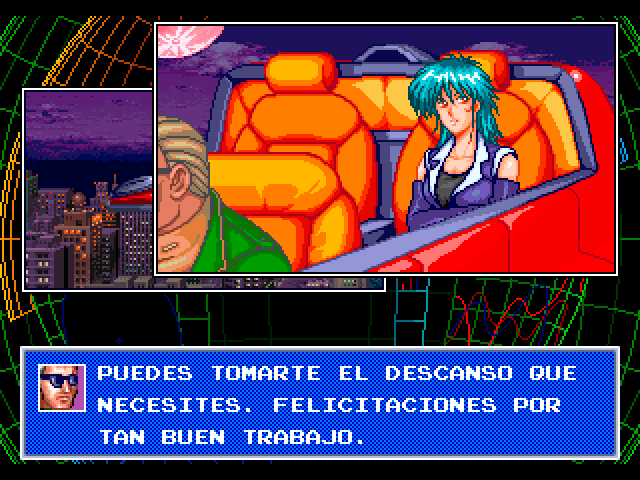 PUEDES TOMARTE EL DESCANSO QUE
NECESITES. FELICITACIONES POR
TAN BUEN TRABAJO.